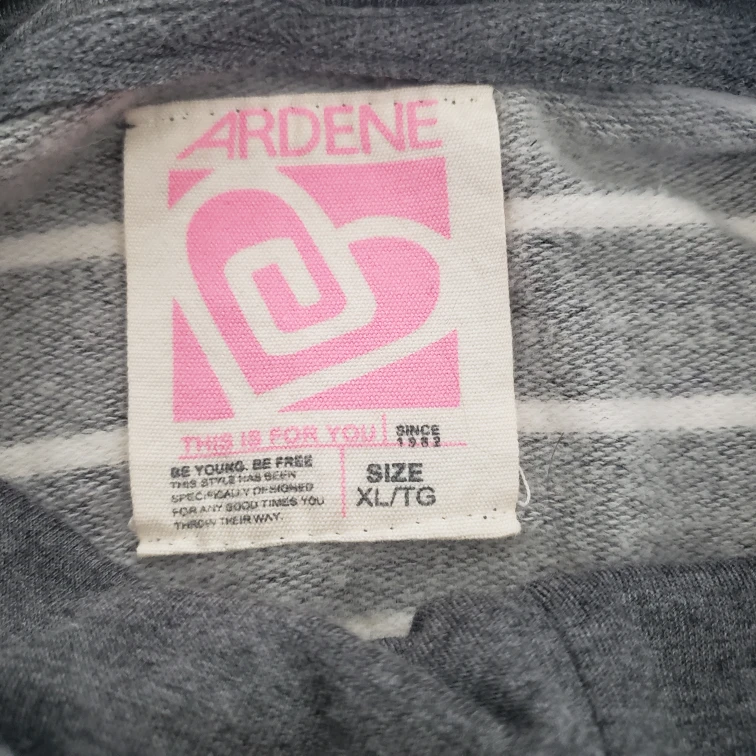 ARDENE
THIS IS FOR YOU
SINCE
1982
BE YOUNG. BE FREE
THIS STYLE HAS BEEN
SPECIFICALLY DESIGNED
FOR ANY GOOD TIMES YOU
THROW THEIR WAY.
SIZE
XL/TG